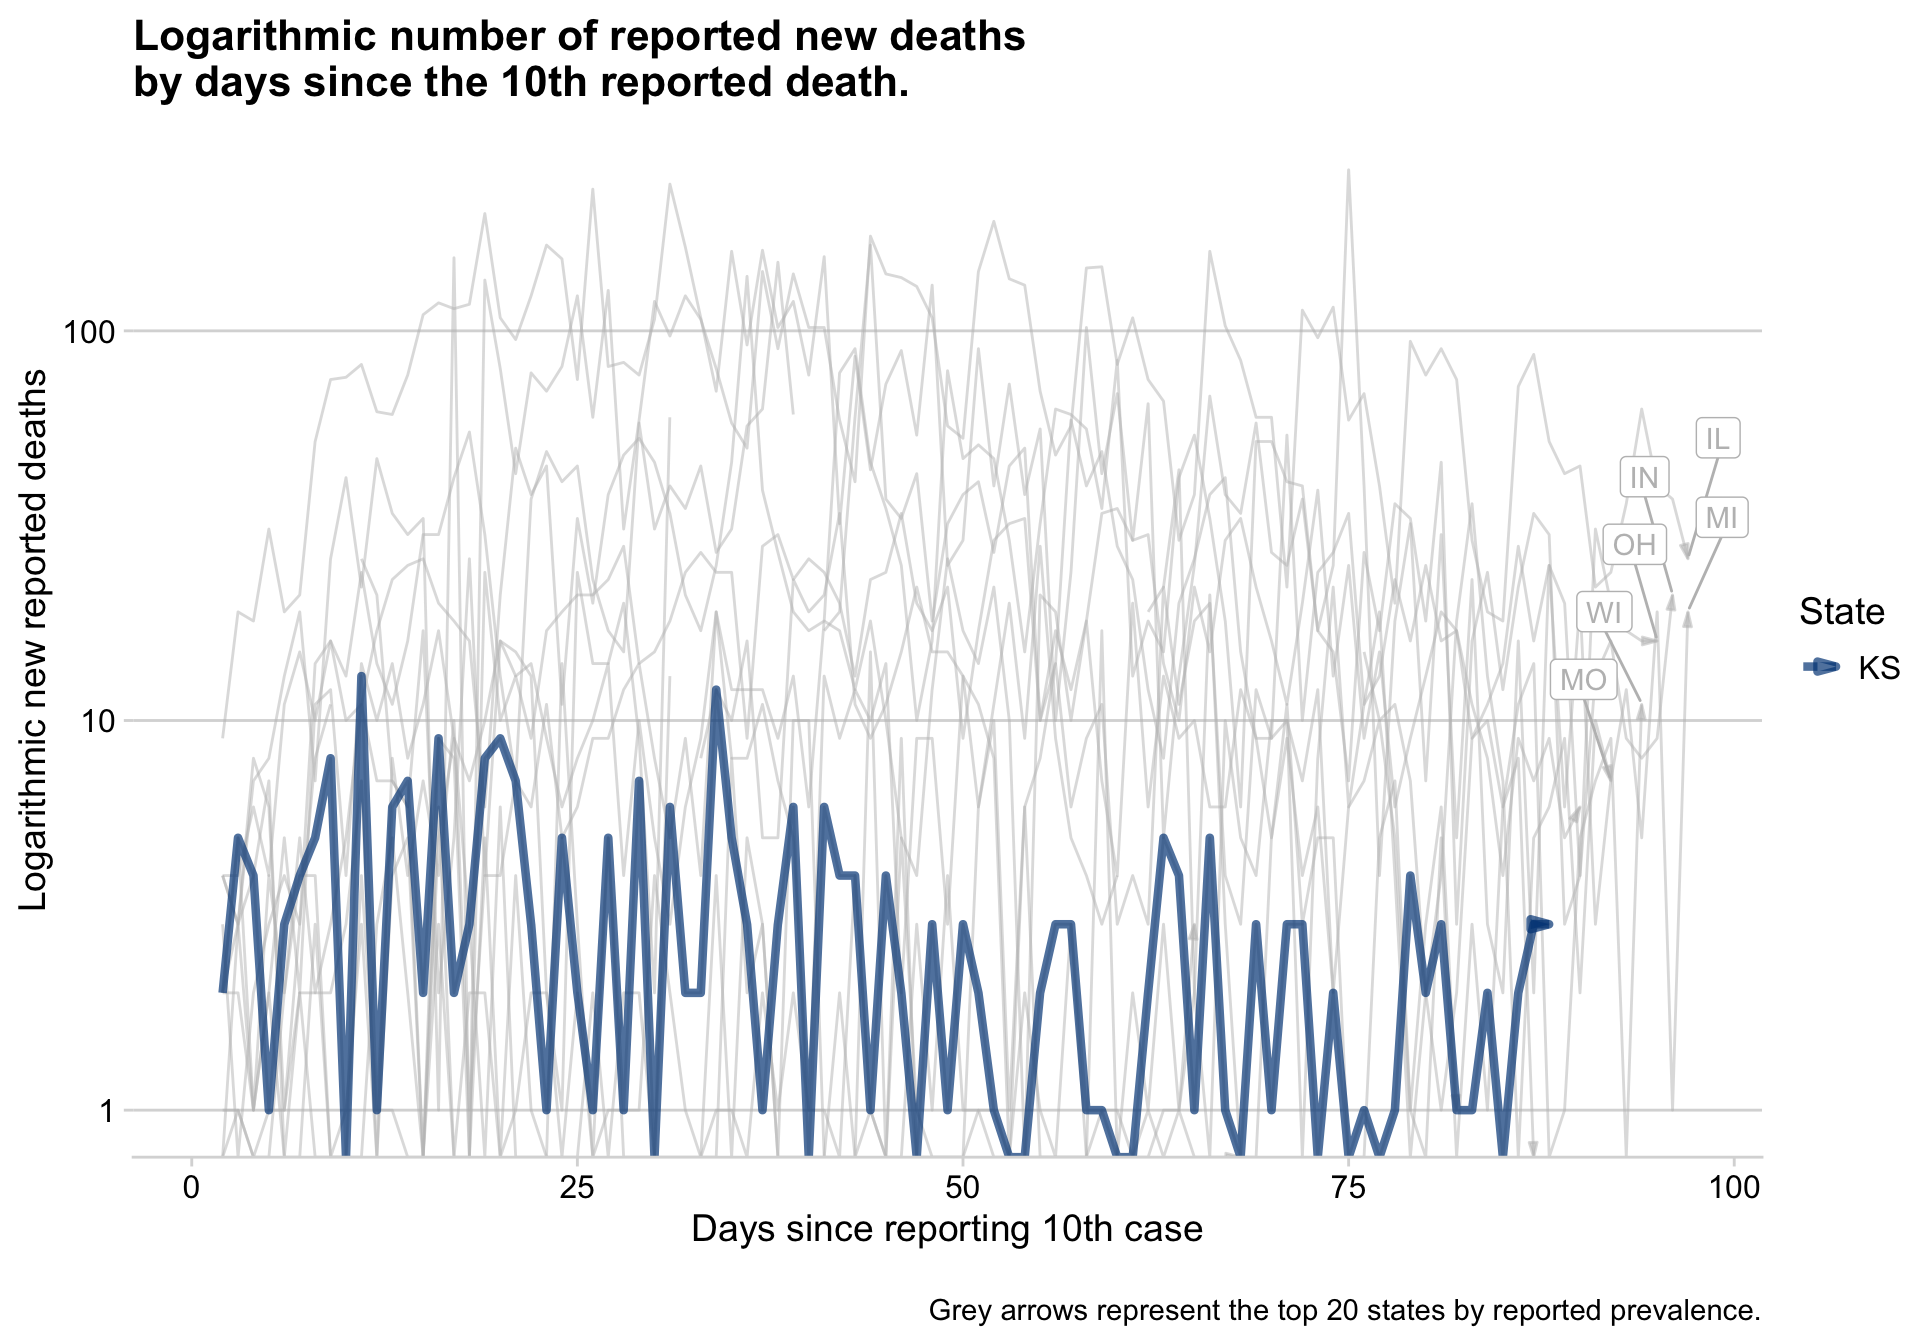 Logarithmic number of reported new deaths
by days since the 10th reported death.
Logarithmic new reported deaths
100
10
1
IL
IN
MI
OH
WI
MO
State
KS
0
25
50
75
100
Days since reporting 10th case
Grey arrows represent the top 20 states by reported prevalence.